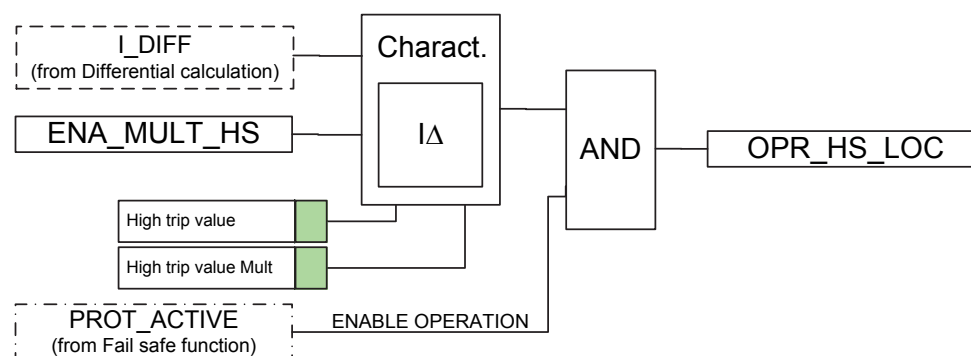 I_DIFF
(from Differential calculation)
Charact.
ENA_MULT_HS
IΔ
AND
OPR_HS_LOC
High trip value
High trip value Mult
PROT_ACTIVE
(from Fail safe function)
ENABLE OPERATION